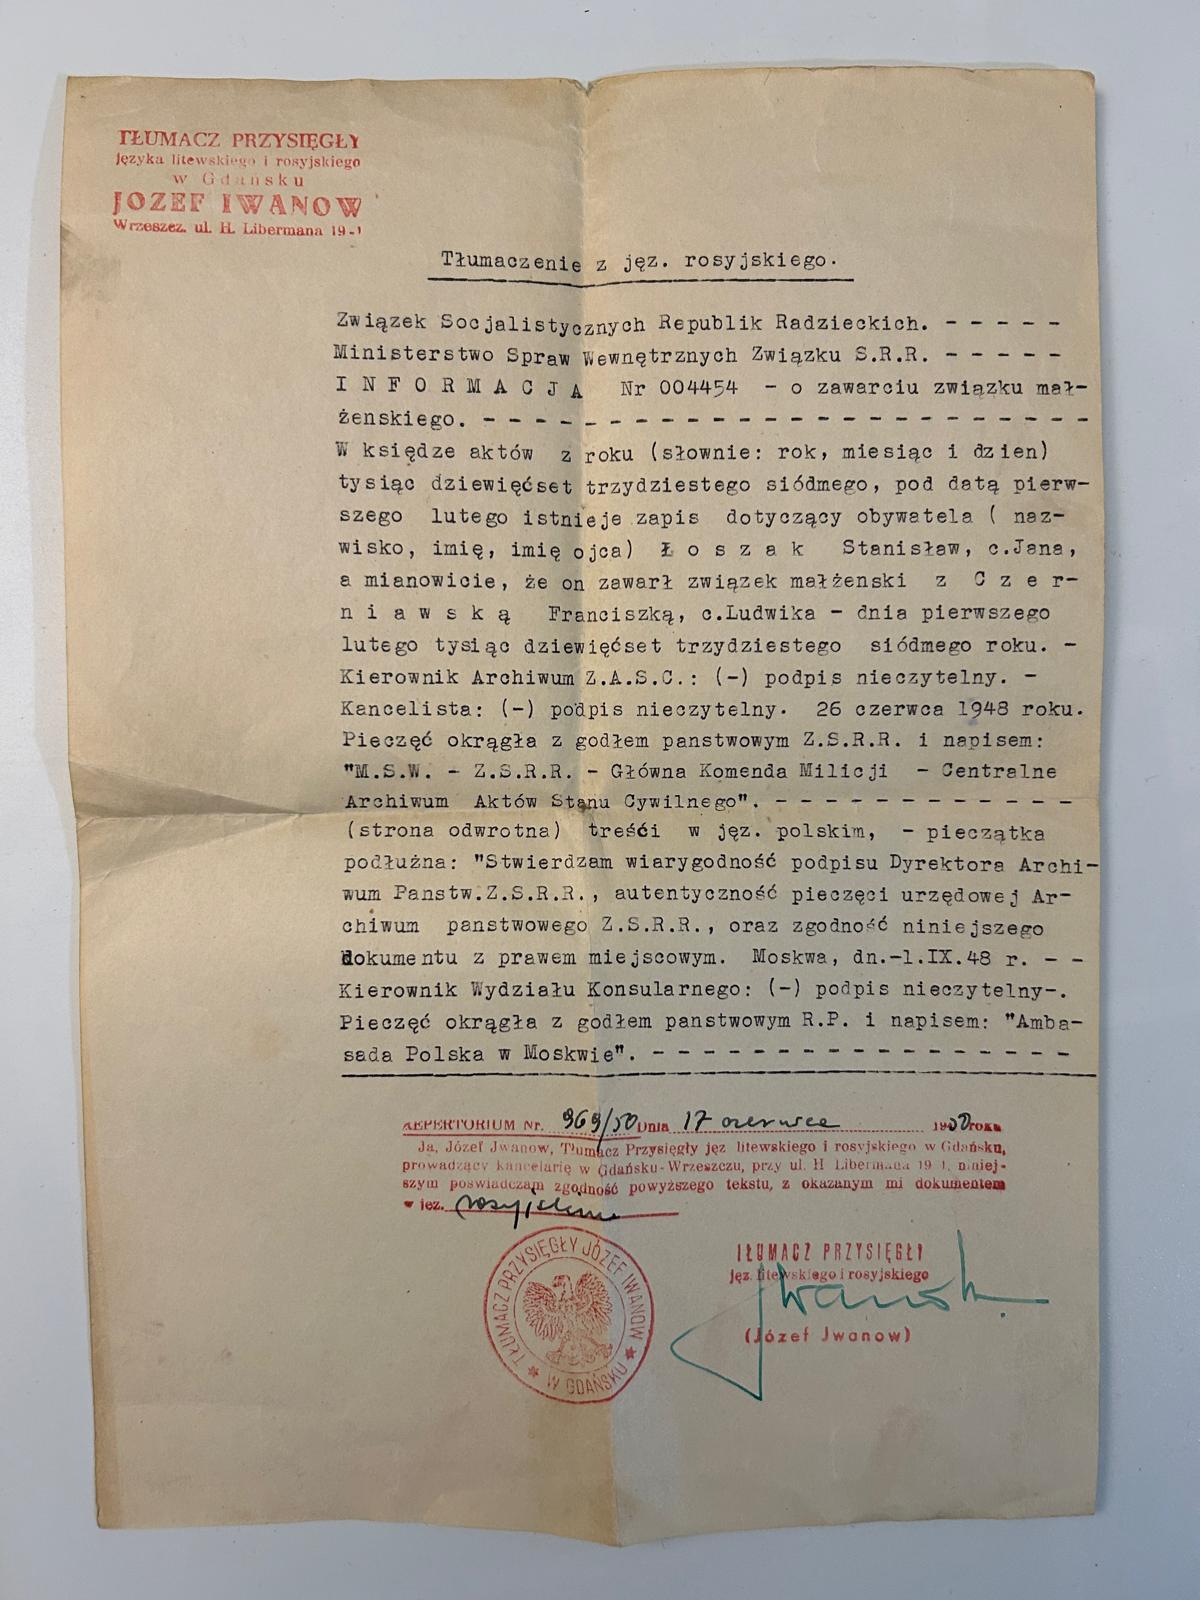 TŁUMACZ PRZYSIĘGŁY
języka litewskiego i rosyjskiego
w Gdańsku
JOZEF IWANOW
Wrzeszcz. ul. H. Libermana 19-1
Tłumaczenie z jęz. rosyjskiego.
Związek Socjalistycznych Republik Radzieckich. - - - - -
Ministerstwo Spraw Wewnętrznych Związku S.R.R. - - - - -
I N F O R M A C J A Nr 004454 - o zawarciu związku mał-
żenskiego. - - - - - - - - - - - - - - - - - - - - - - - -
W księdze aktów z roku (słownie: rok, miesiąc i dzien)
tysiąc dziewięćset trzydziestego siódmego, pod datą pierw-
szego lutego istnieje zapis dotyczący obywatela ( naz-
wisko, imię, imię ojca) Ł o s z a k Stanisław, c.Jana,
a mianowicie, że on zawarł związek małżenski z C z e r-
n i a w s k ą Franciszką, c.Ludwika - dnia pierwszego
lutego tysiąc dziewięćset trzydziestego siódmego roku. -
Kierownik Archiwum Z.A.S.C.: (-) podpis nieczytelny. -
Kancelista: (-) podpis nieczytelny. 26 czerwca 1948 roku.
Pieczęć okrągła z godłem panstwowym Z.S.R.R. i napisem:
"M.S.W. - Z.S.R.R. - Główna Komenda Milicji - Centralne
Archiwum Aktów Stanu Cywilnego". - - - - - - - - - - - -
(strona odwrotna) treści w jęz. polskim, - pieczątka
podłużna: "Stwierdzam wiarygodność podpisu Dyrektora Archi-
wum Panstw.Z.S.R.R., autentyczność pieczęci urzędowej Ar-
chiwum panstwowego Z.S.R.R., oraz zgodność niniejszego
dokumentu z prawem miejscowym. Moskwa, dn.-1.IX.48 r. - -
Kierownik Wydziału Konsularnego: (-) podpis nieczytelny-.
Pieczęć okrągła z godłem panstwowym R.P. i napisem: "Amba-
sada Polska w Moskwie". - - - - - - - - - - - - - - - - -
REPERTORIUM Nr. 969/50 Dnia 17 czerwca 1950 roku
Ja, Józef Jwanow, Tłumacz Przysięgły jęz litewskiego i rosyjskiego w Gdańsku,
prowadzący kancelarię w Gdańsku-Wrzeszczu, przy ul. H Libermana 19 1, niniej-
szym poświadczam zgodność powyższego tekstu, z okazanym mi dokumentem
w jęz. rosyjskim
TŁUMACZ PRZYSIĘGŁY JÓZEF IWANOW
W GDAŃSKU
TŁUMACZ PRZYSIĘGŁY
jęz. litewskiego i rosyjskiego
Jwanow.
(Józef Jwanow)